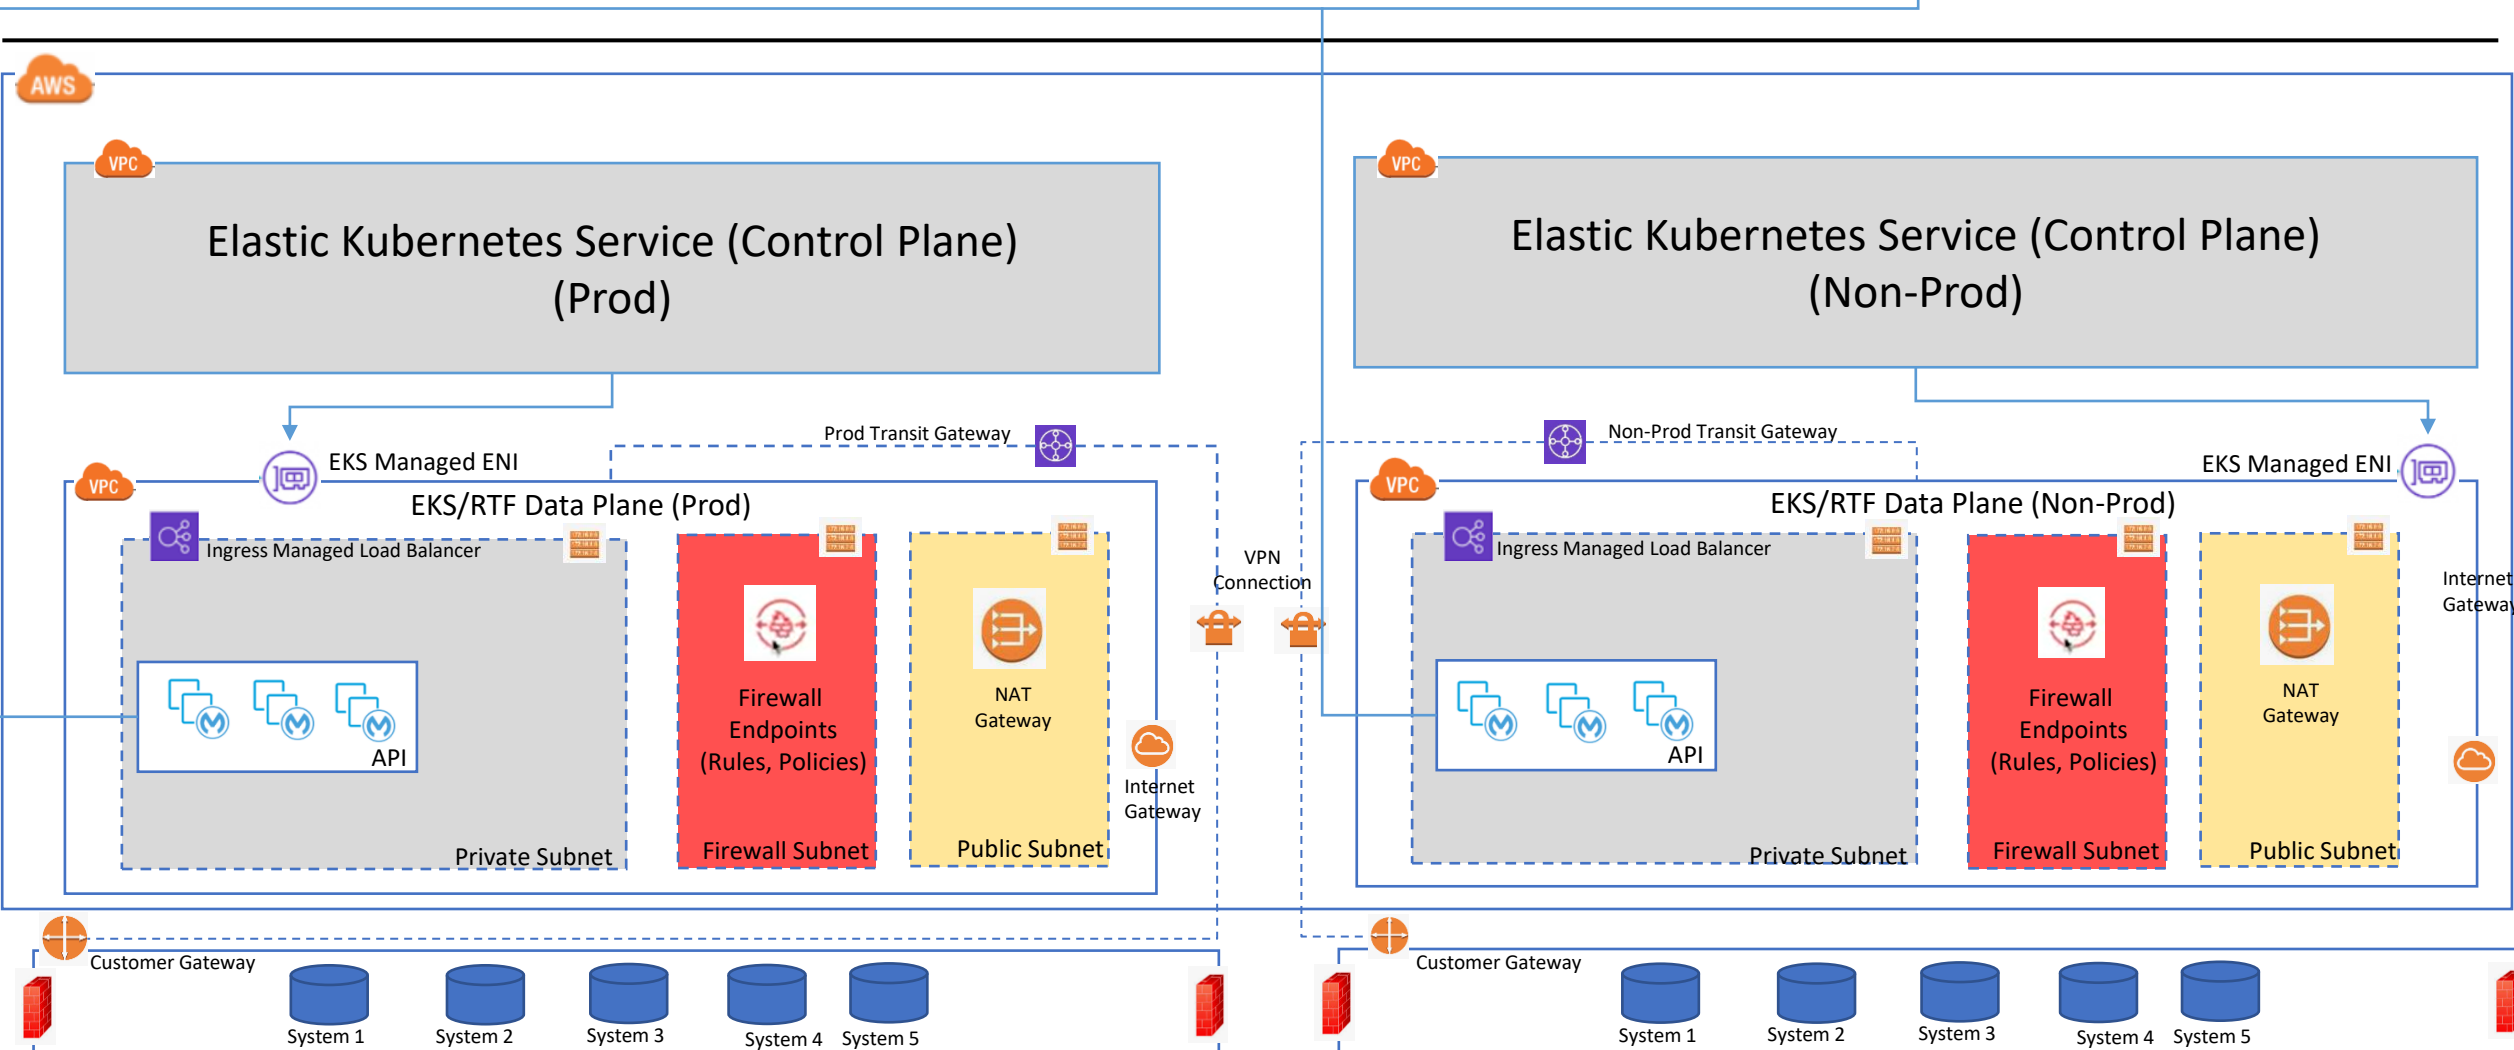 AWS
VPC
Elastic Kubernetes Service (Control Plane)
(Prod)
VPC
Elastic Kubernetes Service (Control Plane)
(Non-Prod)
Prod Transit Gateway
Non-Prod Transit Gateway
EKS Managed ENI
EKS Managed ENI
VPC
EKS/RTF Data Plane (Prod)
Ingress Managed Load Balancer
Firewall
Endpoints
(Rules, Policies)
NAT
Gateway
API
Internet
Gateway
Private Subnet
Firewall Subnet
Public Subnet
VPN
Connection
VPC
EKS/RTF Data Plane (Non-Prod)
Ingress Managed Load Balancer
Firewall
Endpoints
(Rules, Policies)
NAT
Gateway
API
Internet
Gateway
Private Subnet
Firewall Subnet
Public Subnet
Customer Gateway
System 1
System 2
System 3
System 4
System 5
Customer Gateway
System 1
System 2
System 3
System 4
System 5